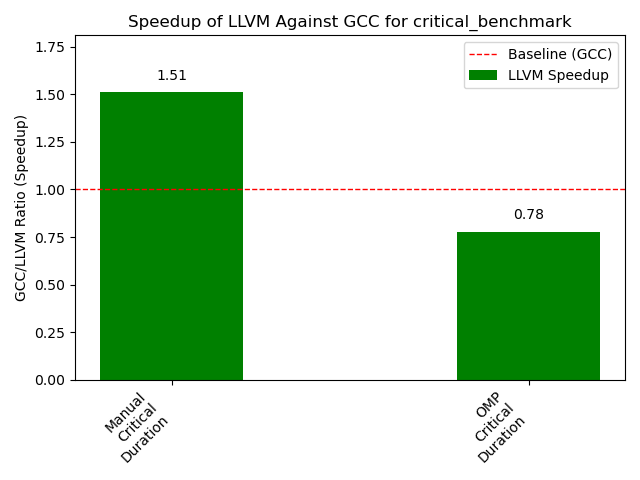 Speedup of LLVM Against GCC for critical_benchmark
GCC/LLVM Ratio (Speedup)
1.75
1.50
1.25
1.00
0.75
0.50
0.25
0.00
Baseline (GCC)
LLVM Speedup
1.51
0.78
Manual
Critical
Duration
OMP
Critical
Duration